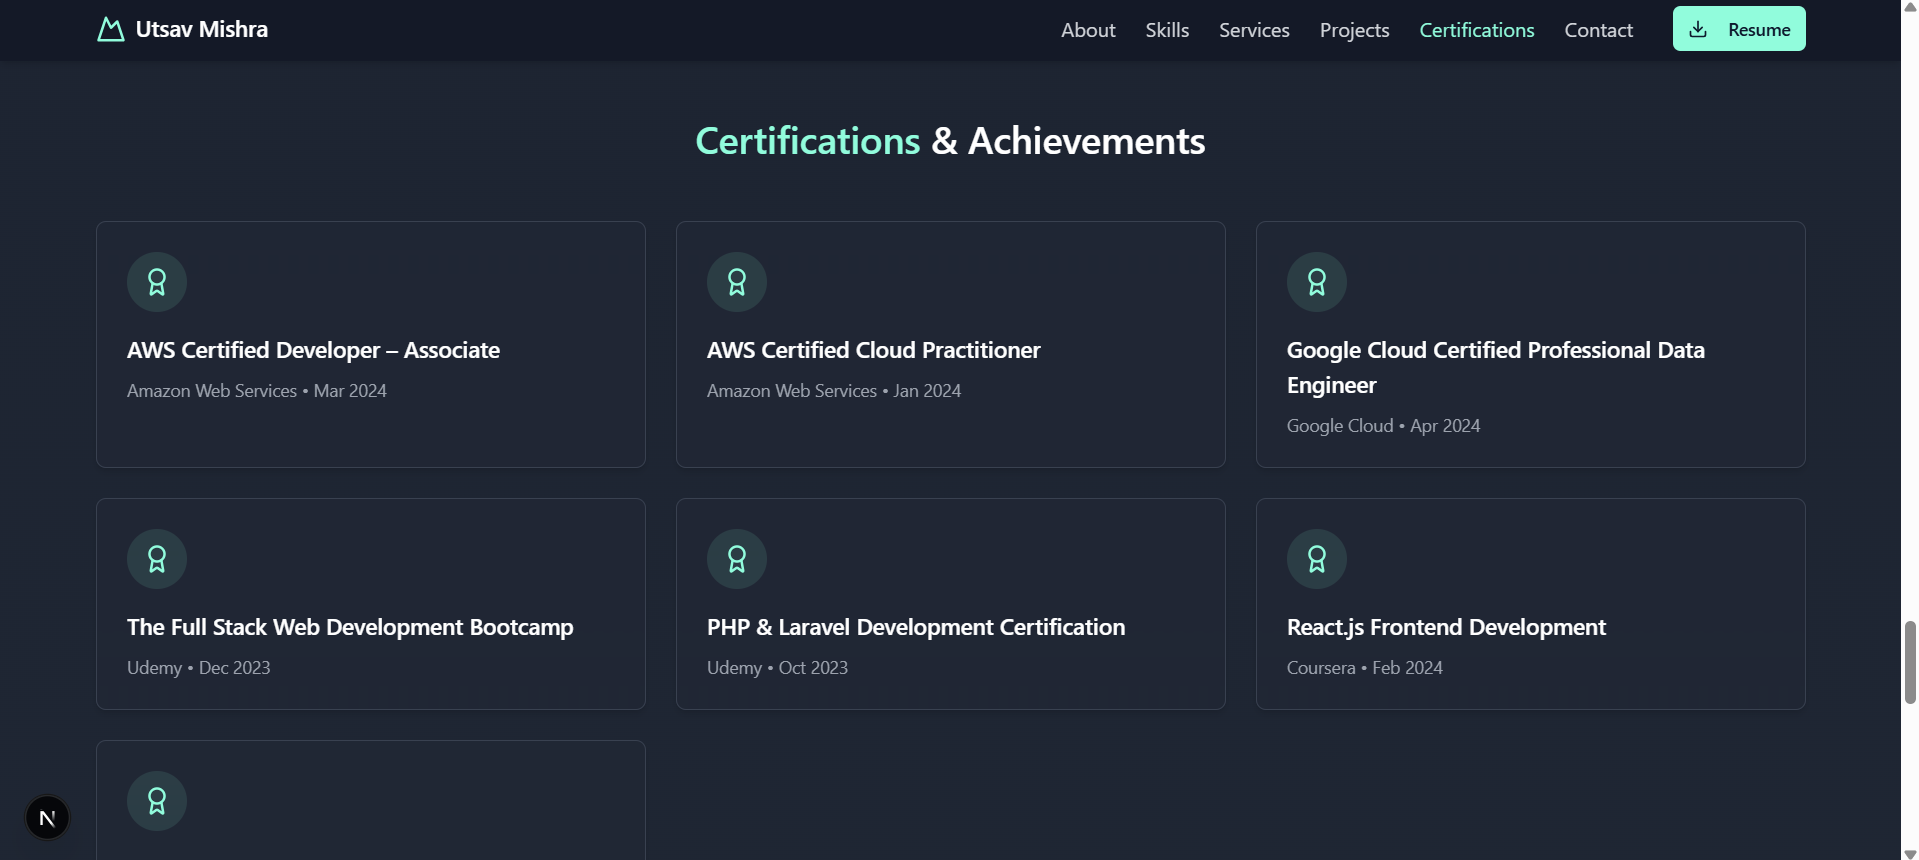 Utsav Mishra
About
Skills
Services
Projects
Certifications
Contact
Resume
Certifications & Achievements
AWS Certified Developer – Associate
Amazon Web Services • Mar 2024
AWS Certified Cloud Practitioner
Amazon Web Services • Jan 2024
Google Cloud Certified Professional Data
Engineer
Google Cloud • Apr 2024
The Full Stack Web Development Bootcamp
Udemy • Dec 2023
PHP & Laravel Development Certification
Udemy • Oct 2023
React.js Frontend Development
Coursera • Feb 2024
N